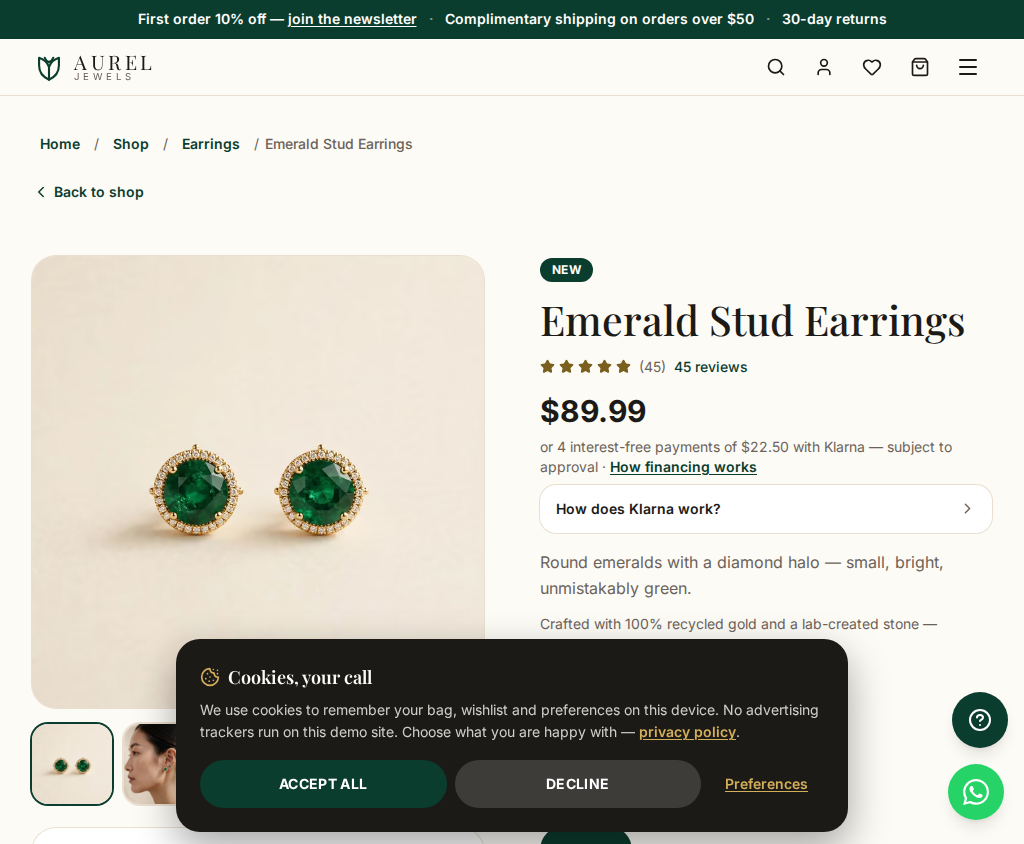 First order 10% off — join the newsletter · Complimentary shipping on orders over $50 · 30-day returns
AUREL
JEWELS
Home / Shop / Earrings / Emerald Stud Earrings
Back to shop
NEW
Emerald Stud Earrings
(45) 45 reviews
$89.99
or 4 interest-free payments of $22.50 with Klarna — subject to
approval · How financing works
How does Klarna work?
Round emeralds with a diamond halo — small, bright,
unmistakably green.
Crafted with 100% recycled gold and a lab-created stone —
Cookies, your call
We use cookies to remember your bag, wishlist and preferences on this device. No advertising
trackers run on this demo site. Choose what you are happy with — privacy policy.
ACCEPT ALL
DECLINE
Preferences